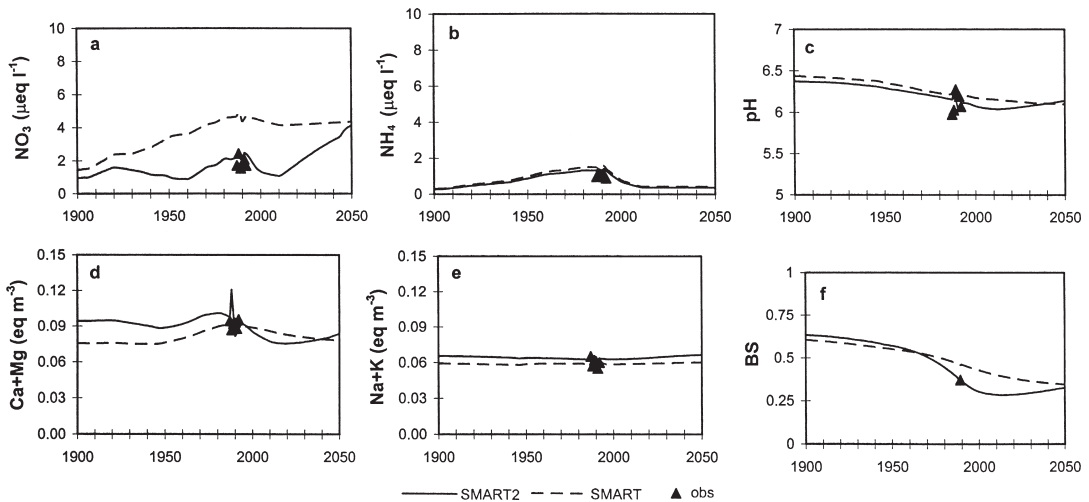 a
NO3 (μeq l-1)
10
8
6
4
2
0
1900 1950 2000 2050
b
NH4 (μeq l-1)
10
8
6
4
2
0
1900 1950 2000 2050
c
pH
7
6.5
6
5.5
5
1900 1950 2000 2050
d
Ca+Mg (eq m-3)
0.15
0.12
0.09
0.06
0.03
0.00
1900 1950 2000 2050
e
Na+K (eq m-3)
0.15
0.12
0.09
0.06
0.03
0.00
1900 1950 2000 2050
f
BS
1
0.75
0.5
0.25
0
1900 1950 2000 2050
SMART2 SMART obs